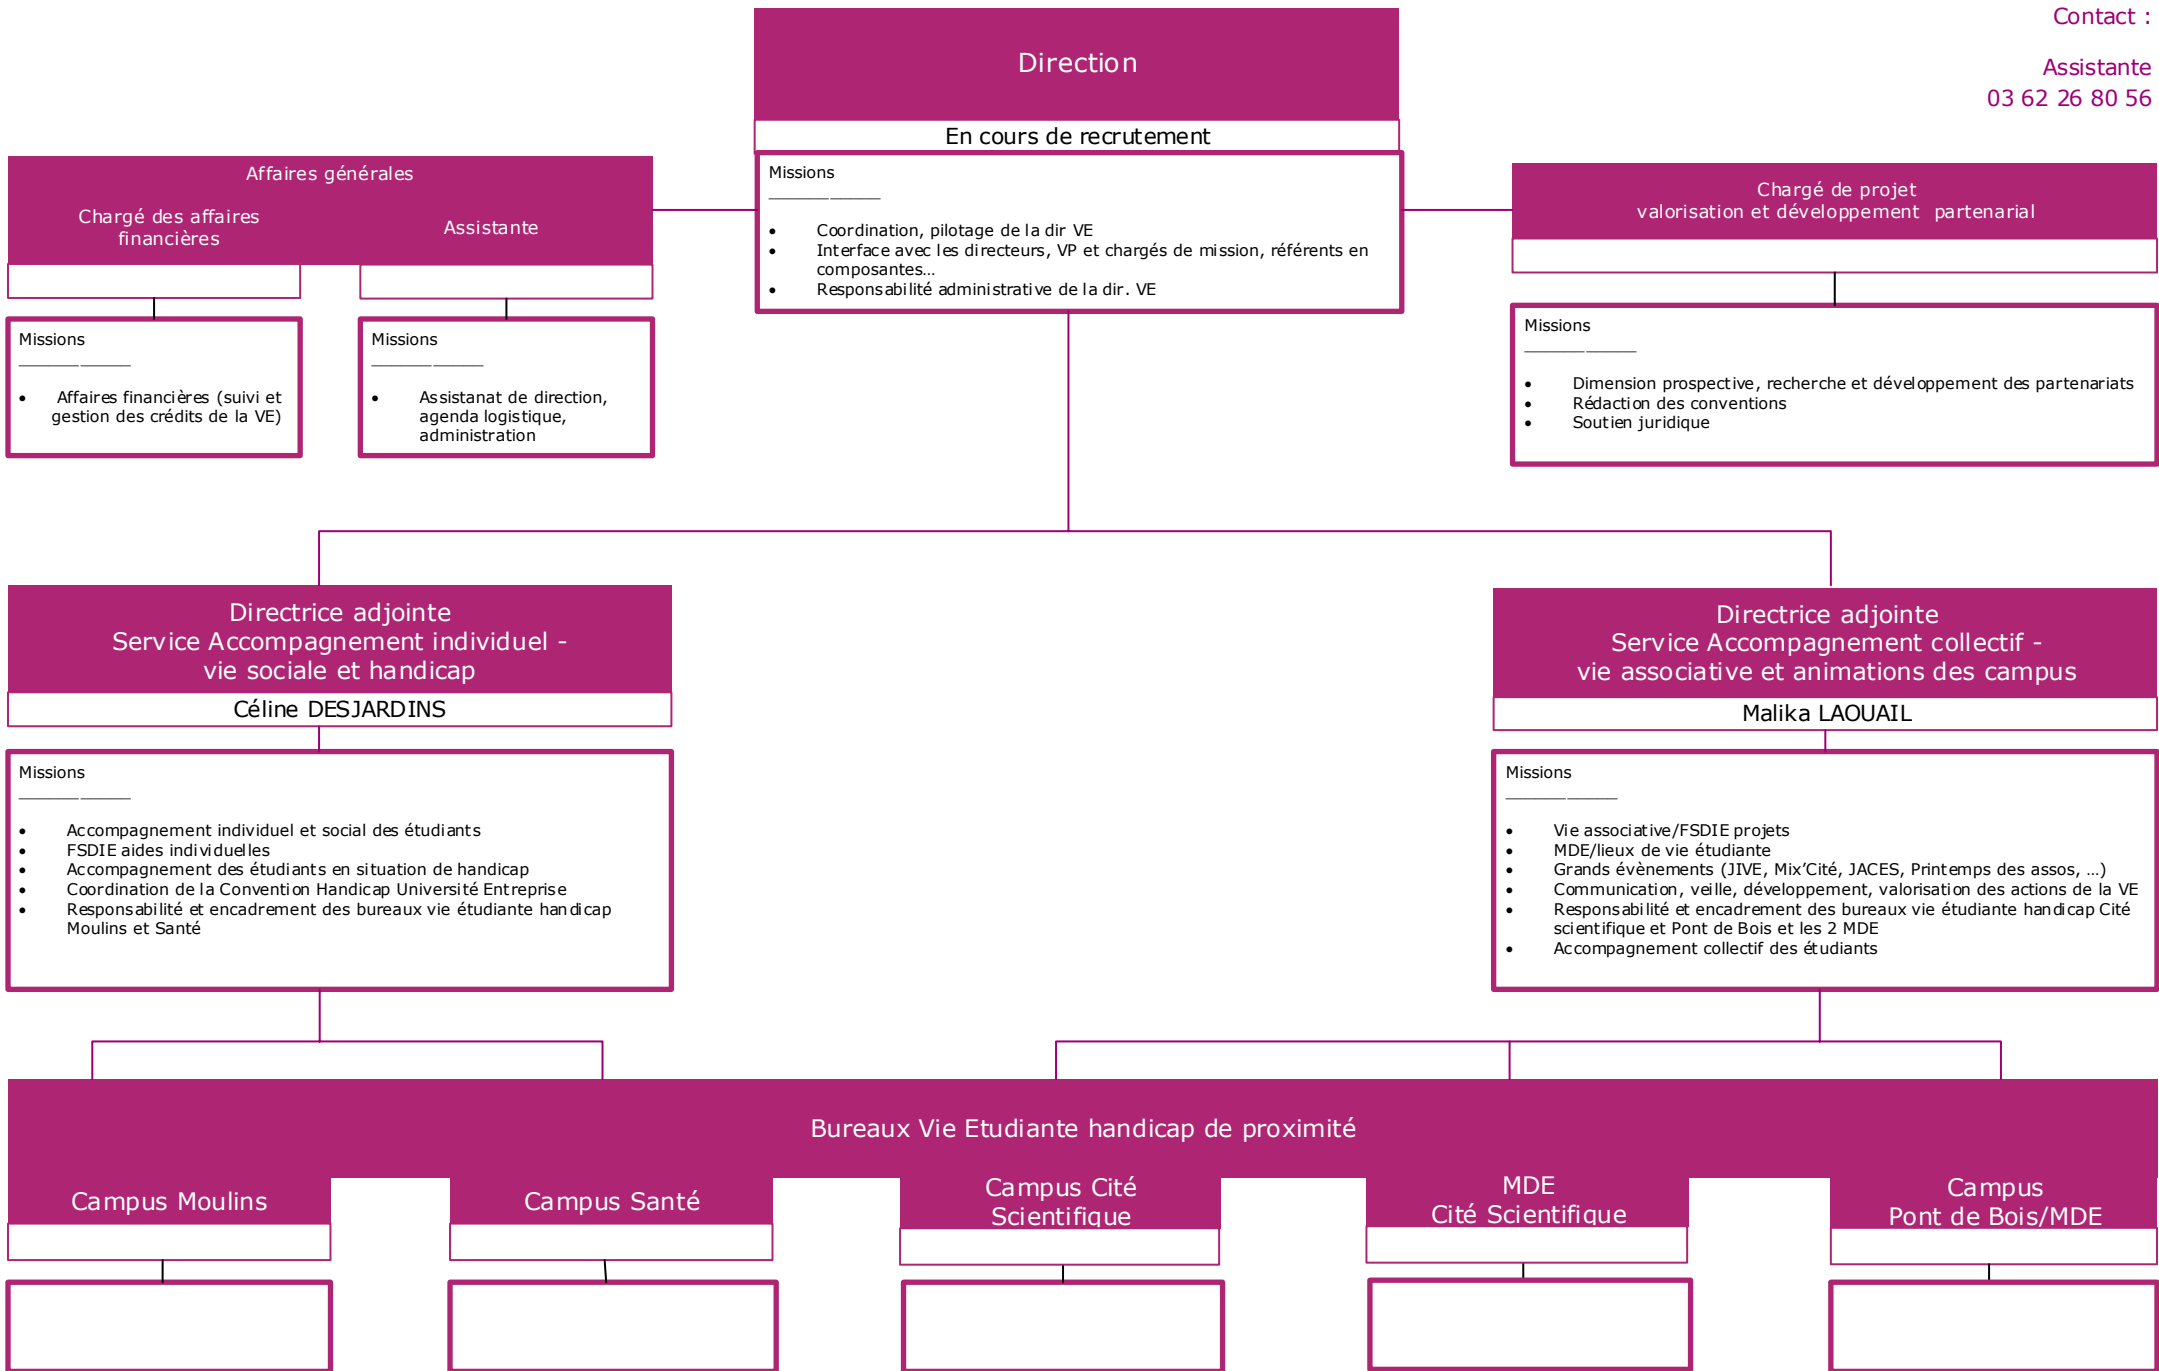 Contact :
Assistante
03 62 26 80 56
Direction
En cours de recrutement
Missions
• Coordination, pilotage de la dir VE
• Interface avec les directeurs, VP et chargés de mission, référents en
composantes…
• Responsabilité administrative de la dir. VE
Affaires générales
Chargé des affaires
financières
Missions
• Affaires financières (suivi et
gestion des crédits de la VE)
Assistante
Missions
• Assistanat de direction,
agenda logistique,
administration
Chargé de projet
valorisation et développement partenarial
Missions
• Dimension prospective, recherche et développement des partenariats
• Rédaction des conventions
• Soutien juridique
Directrice adjointe
Service Accompagnement individuel -
vie sociale et handicap
Céline DESJARDINS
Missions
• Accompagnement individuel et social des étudiants
• FSDIE aides individuelles
• Accompagnement des étudiants en situation de handicap
• Coordination de la Convention Handicap Université Entreprise
• Responsabilité et encadrement des bureaux vie étudiante handicap
Moulins et Santé
Directrice adjointe
Service Accompagnement collectif -
vie associative et animations des campus
Malika LAOUAIL
Missions
• Vie associative/FSDIE projets
• MDE/lieux de vie étudiante
• Grands évènements (JIVE, Mix’Cité, JACES, Printemps des assos, …)
• Communication, veille, développement, valorisation des actions de la VE
• Responsabilité et encadrement des bureaux vie étudiante handicap Cité
scientifique et Pont de Bois et les 2 MDE
• Accompagnement collectif des étudiants
Bureaux Vie Etudiante handicap de proximité
Campus Moulins
Campus Santé
Campus Cité
Scientifique
MDE
Cité Scientifique
Campus
Pont de Bois/MDE